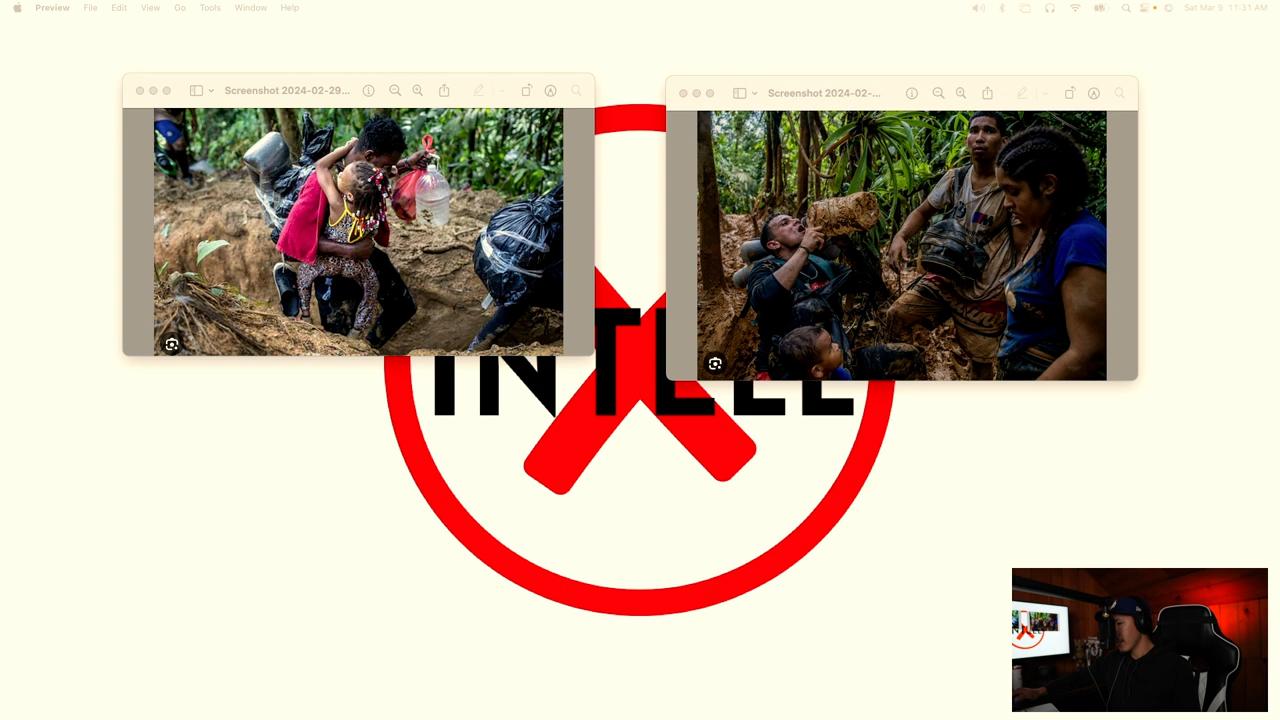 Preview File Edit View Go Tools Window Help
Sat Mar 9 11:31 AM
Screenshot 2024-02-29...
Screenshot 2024-02-...
INTELL